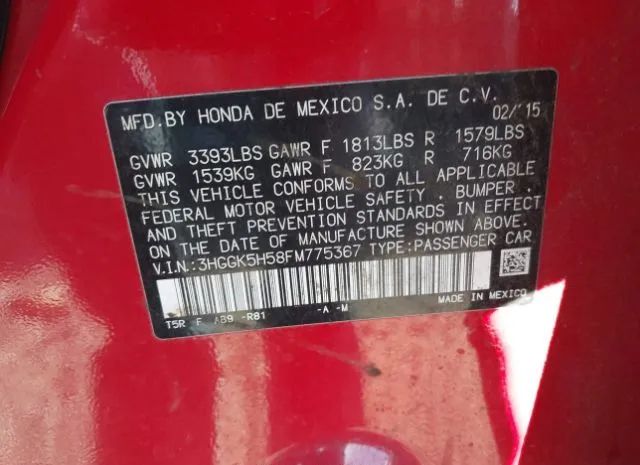 MFD.BY HONDA DE MEXICO S.A. DE C.V.
02/'15
GVWR 3393LBS GAWR F 1813LBS R 1579LBS
GVWR 1539KG GAWR F 823KG R 716KG
THIS VEHICLE CONFORMS TO ALL APPLICABLE
FEDERAL MOTOR VEHICLE SAFETY , BUMPER ,
AND THEFT PREVENTION STANDARDS IN EFFECT
ON THE DATE OF MANUFACTURE SHOWN ABOVE.
V.I.N.:3HGGK5H58FM775367 TYPE:PASSENGER CAR
MADE IN MEXICO
T5R F AB9 -R81 -A -M